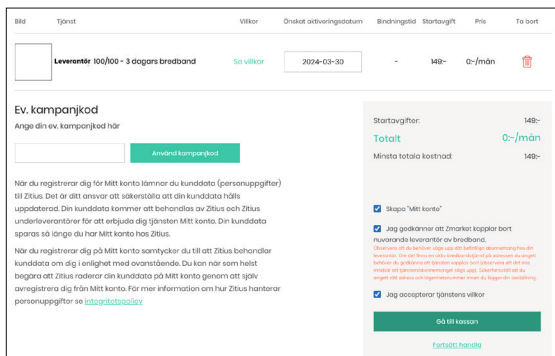 Bild Tjänst Villkor Önskat aktiveringsdatum Bindningstid Startavgift Pris Ta bort
Leverantör 100/100 - 3 dagars bredband Se villkor 2024-03-30 - 149:- 0:-/mån
Ev. kampanjkod
Ange din ev. kampanjkod här
Använd kampanjkod
När du registrerar dig för Mitt konto lämnar du kunddata (personuppgifter)
till Zitius. Det är ditt ansvar att säkerställa att din kunddata hålls
uppdaterad. Din kunddata kommer att behandlas av Zitius och Zitius
underleverantörer för att erbjuda dig tjänsten Mitt konto. Din kunddata
sparas så länge du har Mitt konto hos Zitius.
När du registrerar dig på Mitt konto samtycker du till att Zitius behandlar
kunddata om dig i enlighet med ovanstående. Du kan när som helst
begära att Zitius raderar din kunddata på Mitt konto genom att själv
avregistrera dig från Mitt konto. För mer information om hur Zitius hanterar
personuppgifter se integritetspolicy
Startavgifter: 149:-
Totalt 0:-/mån
Minsta totala kostnad: 149:-
Skapa "Mitt konto"
Jag godkänner att Zmarket kopplar bort
nuvarande leverantör av bredband.
Jag accepterar tjänstens villkor
Gå till kassan
Fortsätt handla